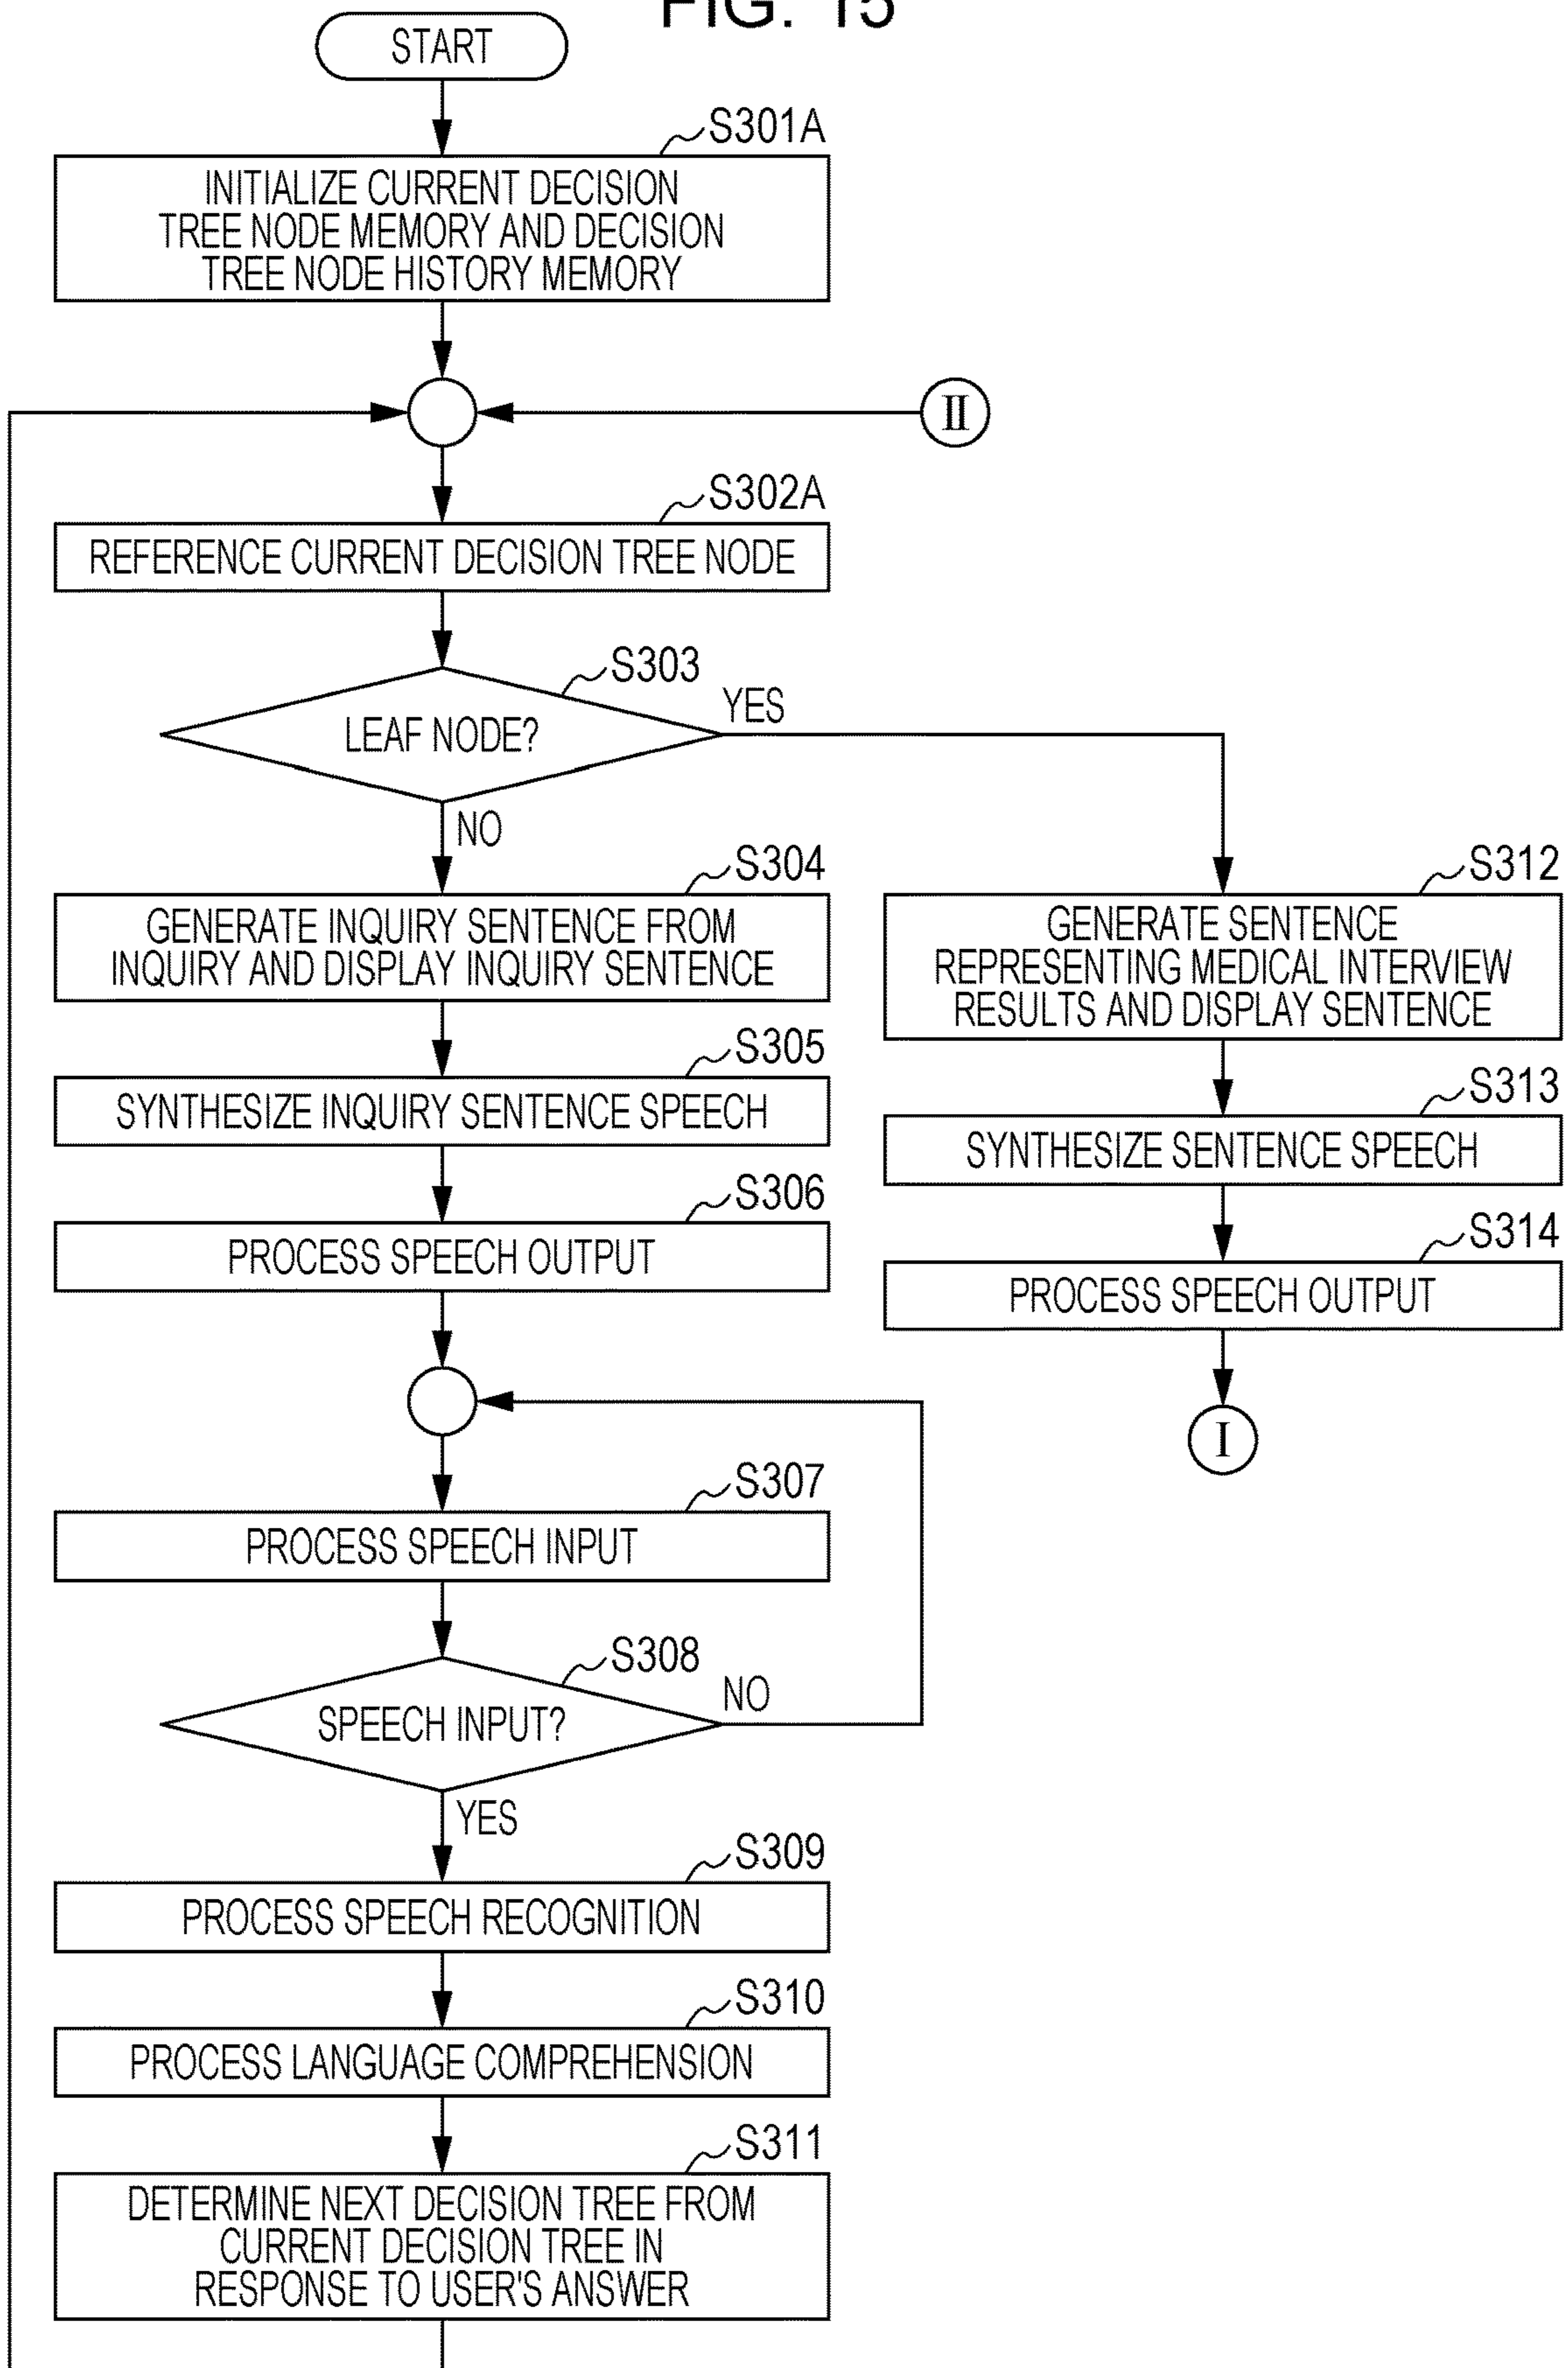 FIG. 15
START
S301A
INITIALIZE CURRENT DECISION
TREE NODE MEMORY AND DECISION
TREE NODE HISTORY MEMORY
II
S302A
REFERENCE CURRENT DECISION TREE NODE
S303
LEAF NODE?
YES
NO
S304
GENERATE INQUIRY SENTENCE FROM
INQUIRY AND DISPLAY INQUIRY SENTENCE
S305
SYNTHESIZE INQUIRY SENTENCE SPEECH
S306
PROCESS SPEECH OUTPUT
S312
GENERATE SENTENCE
REPRESENTING MEDICAL INTERVIEW
RESULTS AND DISPLAY SENTENCE
S313
SYNTHESIZE SENTENCE SPEECH
S314
PROCESS SPEECH OUTPUT
I
S307
PROCESS SPEECH INPUT
S308
SPEECH INPUT?
NO
YES
S309
PROCESS SPEECH RECOGNITION
S310
PROCESS LANGUAGE COMPREHENSION
S311
DETERMINE NEXT DECISION TREE FROM
CURRENT DECISION TREE IN
RESPONSE TO USER'S ANSWER